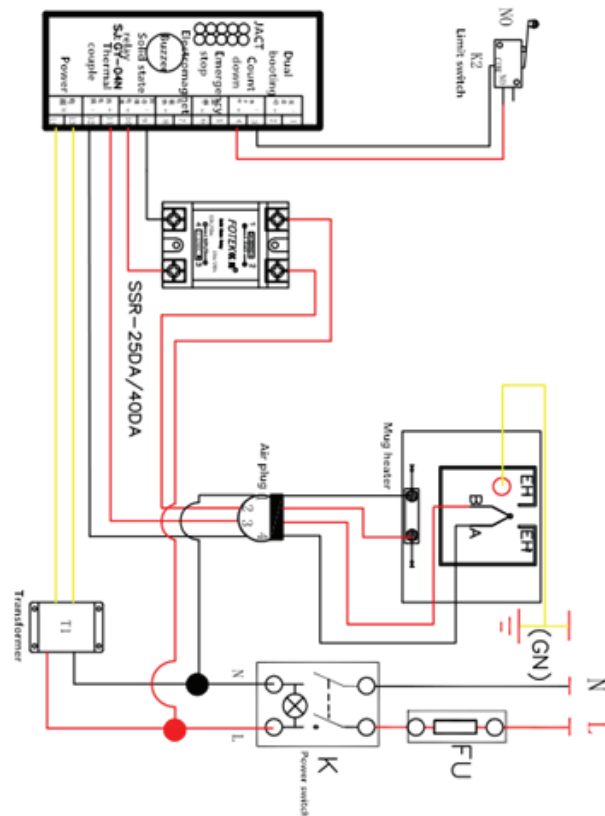 JACT
Dual
booting
Count
down
Emergency
stop
Electromagnet
Buzzer
Solid state
relay
SJGY-04N
Thermal
couple
Power
NO
K2
Limit switch
COM
NO
FOTEK
SSR-25DA/40DA
Mug heater
EH
EH
B
A
Air plug
1
2
3
4
(GN)
T1
Transformer
N
L
N
L
K
Power switch
FU